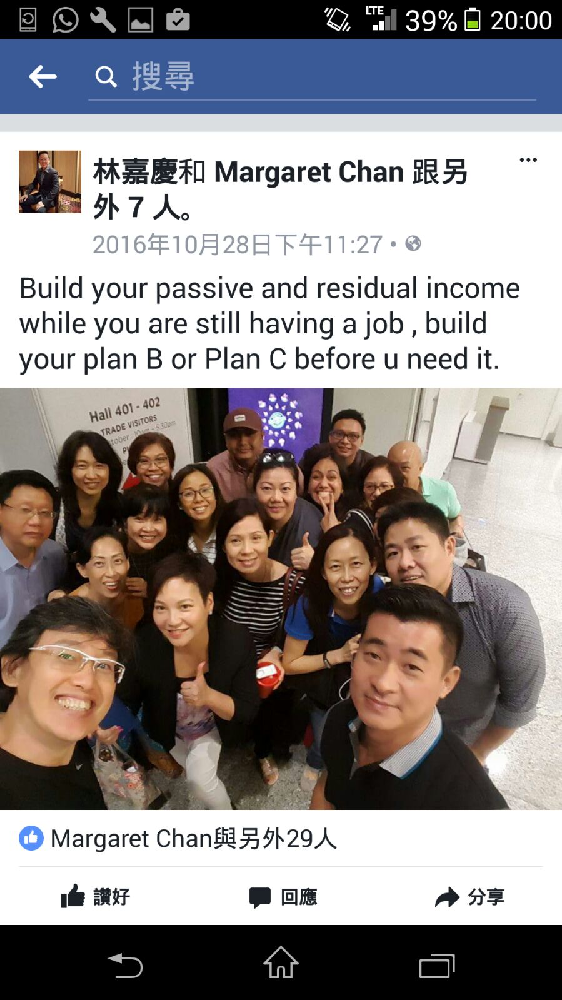 LTE 39% 20:00
搜尋
林嘉慶和 Margaret Chan 跟另
外 7 人。
2016年10月28日下午11:27
Build your passive and residual income
while you are still having a job , build
your plan B or Plan C before u need it.
Hall 401 - 402
TRADE VISITORS
tober 10am - 5.30pm
Margaret Chan與另外29人
讚好 回應 分享